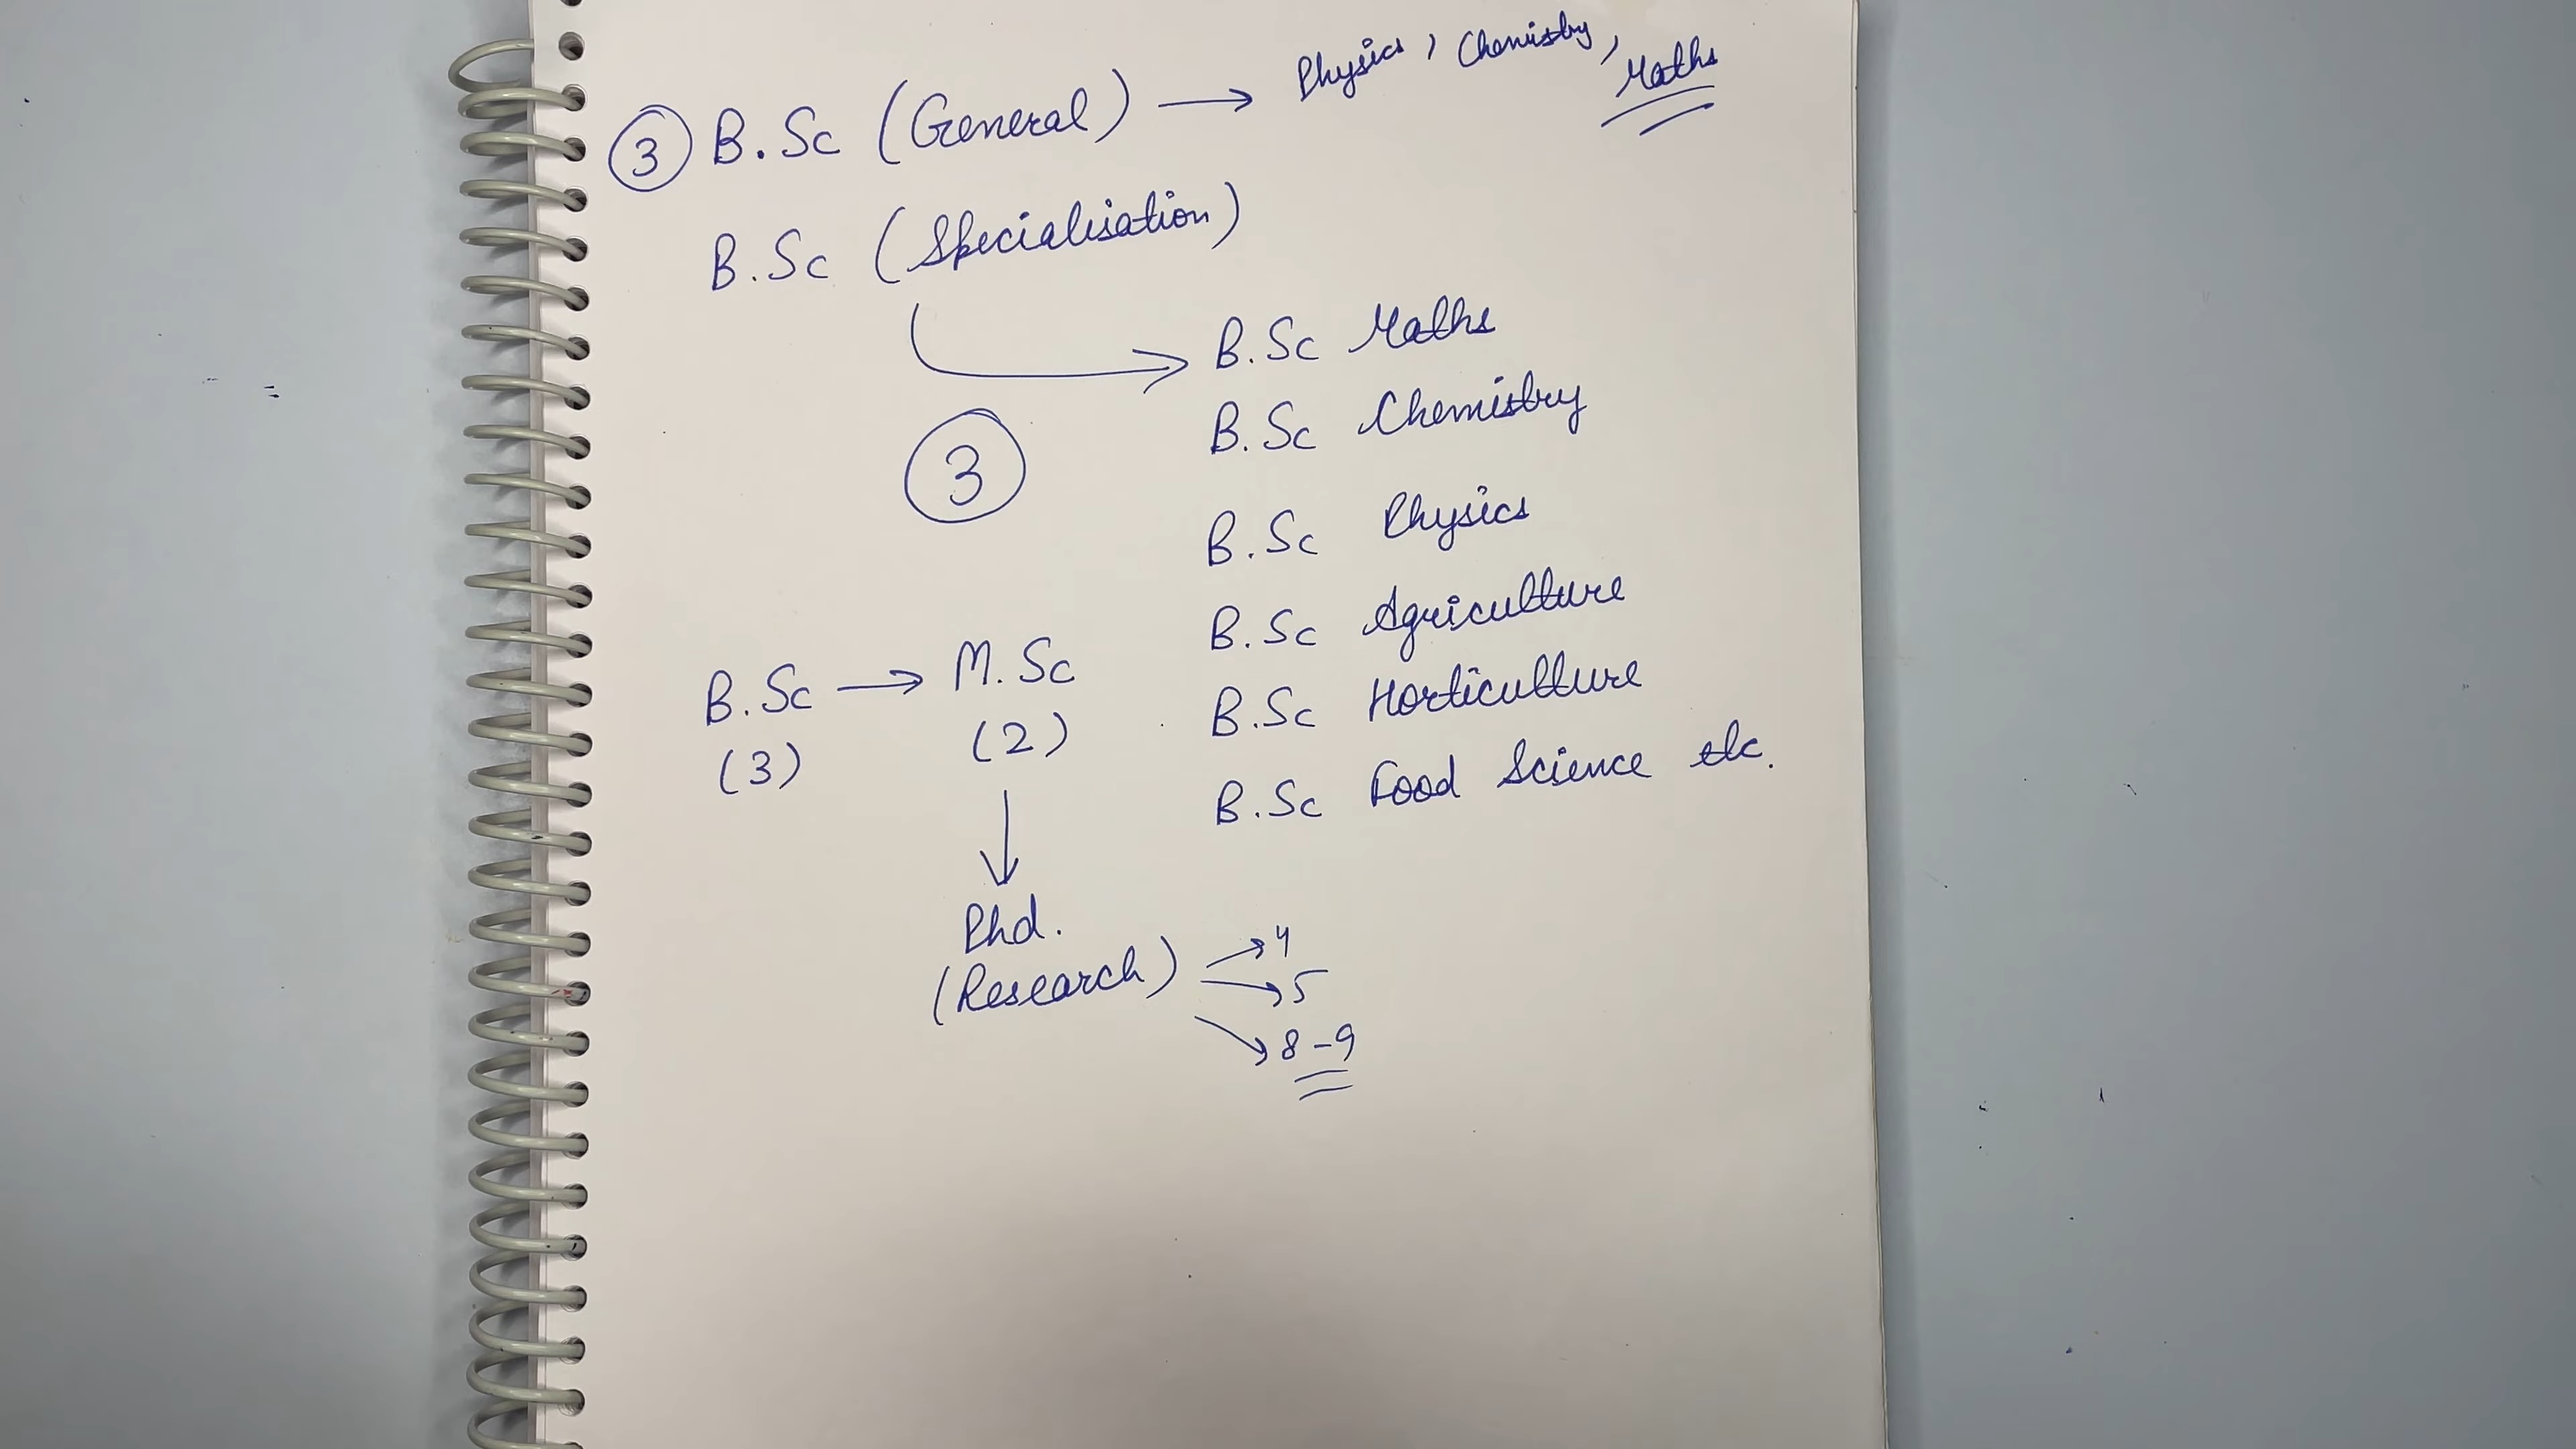 ③ B.Sc (General) → Physics, Chemistry, Maths
B.Sc (Specialisation)
B.Sc Maths
B.Sc Chemistry
3
B.Sc Physics
B.Sc Agriculture
B.Sc Horticulture
B.Sc Food Science etc.
B.Sc → M.Sc
(3) (2)
Phd.
(Research)
→ 4
→ 5
→ 8-9